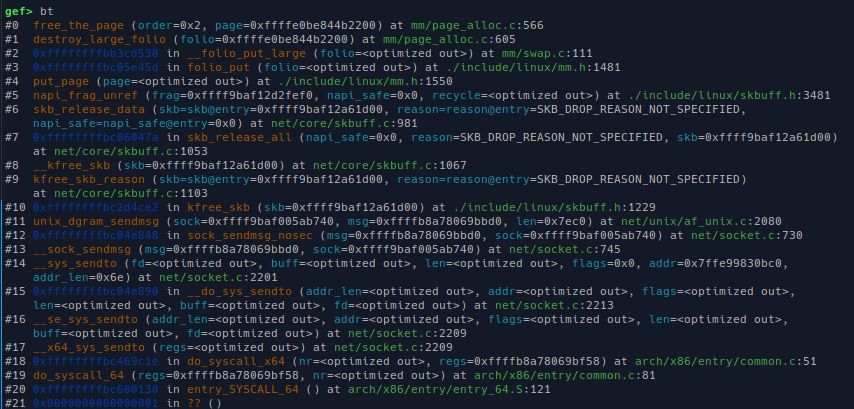 gef> bt
#0  free_the_page (order=0x2, page=0xfffffe0be844b2200) at mm/page_alloc.c:566
#1  destroy_large_folio (folio=0xffffe0be844b2200) at mm/page_alloc.c:605
#2  0xffffffffbb3cd538 in __folio_put_large (folio=<optimized out>) at mm/swap.c:111
#3  0xffffffffbc05e45d in folio_put (folio=<optimized out>) at ./include/linux/mm.h:1481
#4  put_page (page=<optimized out>) at ./include/linux/mm.h:1550
#5  napi_frag_unref (frag=0xffff9baf12d2fef0, napi_safe=0x0, recycle=<optimized out>) at ./include/linux/skbuff.h:3481
#6  skb_release_data (skb=skb@entry=0xffff9baf12a61d00, reason=reason@entry=SKB_DROP_REASON_NOT_SPECIFIED,
napi_safe=napi_safe@entry=0x0) at net/core/skbuff.c:981
#7  0xffffffffbc06047a in skb_release_all (napi_safe=0x0, reason=SKB_DROP_REASON_NOT_SPECIFIED, skb=0xffff9baf12a61d00)
at net/core/skbuff.c:1053
#8  __kfree_skb (skb=0xffff9baf12a61d00) at net/core/skbuff.c:1067
#9  kfree_skb_reason (skb=skb@entry=0xffff9baf12a61d00, reason=reason@entry=SKB_DROP_REASON_NOT_SPECIFIED)
at net/core/skbuff.c:1103
#10 0xffffffffbc2d4ce2 in kfree_skb (skb=0xffff9baf12a61d00) at ./include/linux/skbuff.h:1229
#11 unix_dgram_sendmsg (sock=0xffff9baf005ab740, msg=0xffffb8a78069bbd0, len=0x7ec0) at net/unix/af_unix.c:2080
#12 0xffffffffbc04e848 in sock_sendmsg_nosec (msg=0xffffb8a78069bbd0, sock=0xffff9baf005ab740) at net/socket.c:730
#13 __sock_sendmsg (msg=0xffffb8a78069bbd0, sock=0xffff9baf005ab740) at net/socket.c:745
#14 __sys_sendto (fd=<optimized out>, buff=<optimized out>, len=<optimized out>, flags=0x0, addr=0x7ffe99830bc0,
addr_len=0x6e) at net/socket.c:2201
#15 0xffffffffbc04e890 in __do_sys_sendto (addr_len=<optimized out>, addr=<optimized out>, flags=<optimized out>,
len=<optimized out>, buff=<optimized out>, fd=<optimized out>) at net/socket.c:2213
#16 __se_sys_sendto (addr_len=<optimized out>, addr=<optimized out>, flags=<optimized out>, len=<optimized out>,
buff=<optimized out>, fd=<optimized out>) at net/socket.c:2209
#17 __x64_sys_sendto (regs=<optimized out>) at net/socket.c:2209
#18 0xffffffffbc469c1e in do_syscall_x64 (nr=<optimized out>, regs=0xffffb8a78069bf58) at arch/x86/entry/common.c:51
#19 do_syscall_64 (regs=0xffffb8a78069bf58, nr=<optimized out>) at arch/x86/entry/common.c:81
#20 0xffffffffbc600130 in entry_SYSCALL_64 () at arch/x86/entry/entry_64.S:121
#21 0x0000000000000001 in ?? ()